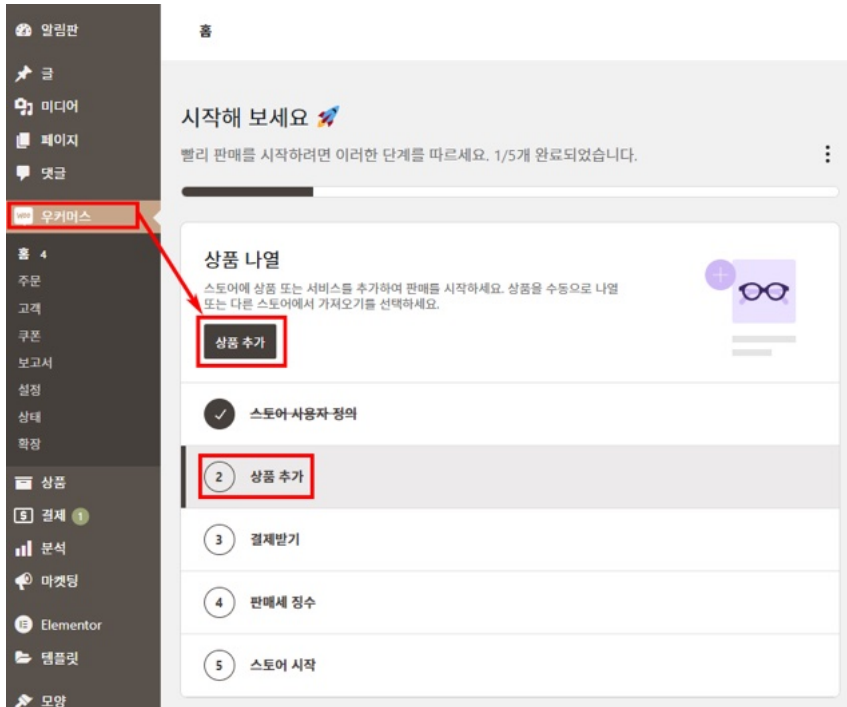 알림판
글
미디어
페이지
댓글
우커머스
홈 4
주문
고객
쿠폰
보고서
설정
상태
확장
상품
결제 1
분석
마켓팅
Elementor
템플릿
모양
홈
시작해 보세요 🚀
빨리 판매를 시작하려면 이러한 단계를 따르세요. 1/5개 완료되었습니다.
상품 나열
스토어에 상품 또는 서비스를 추가하여 판매를 시작하세요. 상품을 수동으로 나열
또는 다른 스토어에서 가져오기를 선택하세요.
상품 추가
스토어 사용자 정의
2 상품 추가
3 결제받기
4 판매세 징수
5 스토어 시작